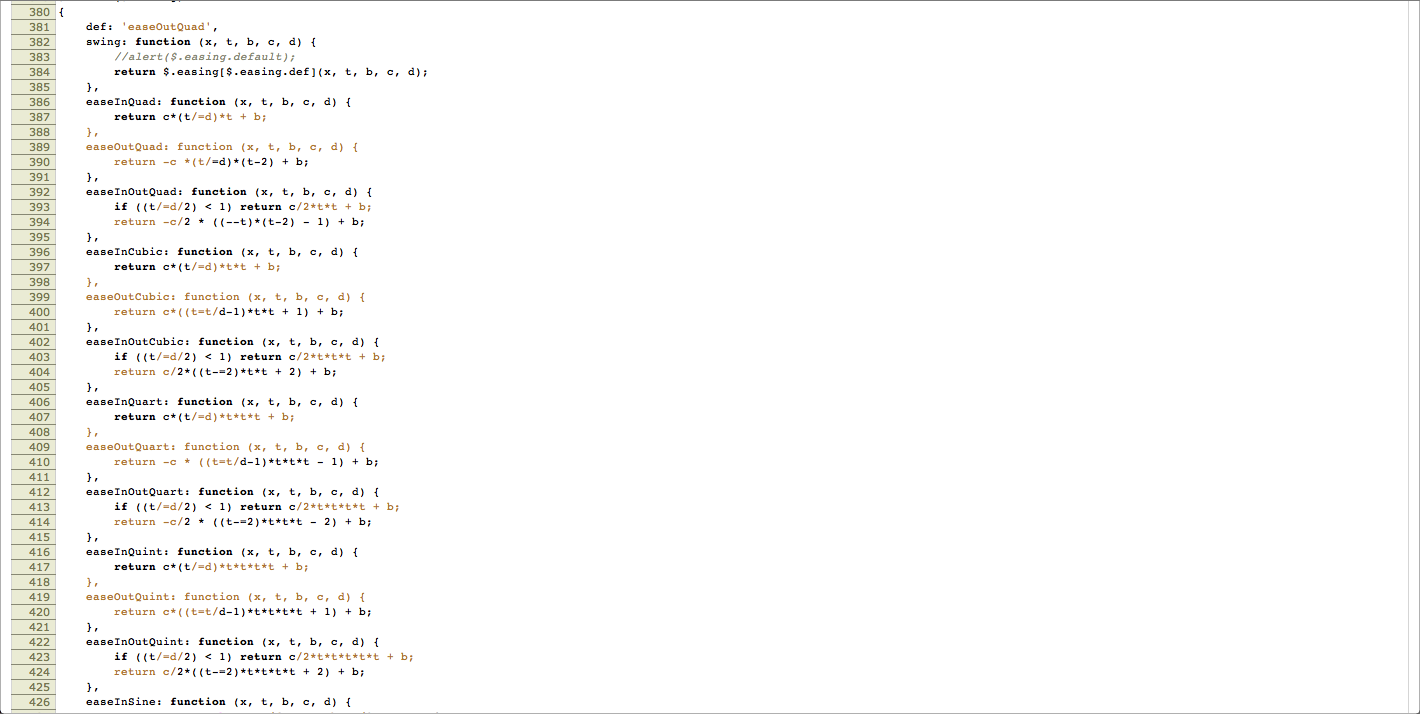 380 {
381     def: 'easeOutQuad',
382     swing: function (x, t, b, c, d) {
383         //alert($.easing.default);
384         return $.easing[$.easing.def](x, t, b, c, d);
385     },
386     easeInQuad: function (x, t, b, c, d) {
387         return c*(t/=d)*t + b;
388     },
389     easeOutQuad: function (x, t, b, c, d) {
390         return -c *(t/=d)*(t-2) + b;
391     },
392     easeInOutQuad: function (x, t, b, c, d) {
393         if ((t/=d/2) < 1) return c/2*t*t + b;
394         return -c/2 * ((--t)*(t-2) - 1) + b;
395     },
396     easeInCubic: function (x, t, b, c, d) {
397         return c*(t/=d)*t*t + b;
398     },
399     easeOutCubic: function (x, t, b, c, d) {
400         return c*((t=t/d-1)*t*t + 1) + b;
401     },
402     easeInOutCubic: function (x, t, b, c, d) {
403         if ((t/=d/2) < 1) return c/2*t*t*t + b;
404         return c/2*((t-=2)*t*t + 2) + b;
405     },
406     easeInQuart: function (x, t, b, c, d) {
407         return c*(t/=d)*t*t*t + b;
408     },
409     easeOutQuart: function (x, t, b, c, d) {
410         return -c * ((t=t/d-1)*t*t*t - 1) + b;
411     },
412     easeInOutQuart: function (x, t, b, c, d) {
413         if ((t/=d/2) < 1) return c/2*t*t*t*t + b;
414         return -c/2 * ((t-=2)*t*t*t - 2) + b;
415     },
416     easeInQuint: function (x, t, b, c, d) {
417         return c*(t/=d)*t*t*t*t + b;
418     },
419     easeOutQuint: function (x, t, b, c, d) {
420         return c*((t=t/d-1)*t*t*t*t + 1) + b;
421     },
422     easeInOutQuint: function (x, t, b, c, d) {
423         if ((t/=d/2) < 1) return c/2*t*t*t*t*t + b;
424         return c/2*((t-=2)*t*t*t*t + 2) + b;
425     },
426     easeInSine: function (x, t, b, c, d) {